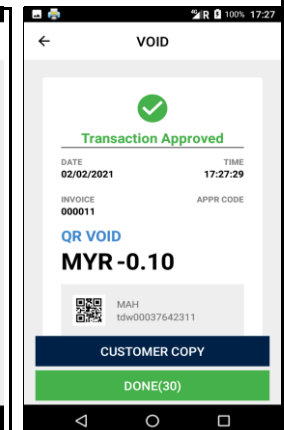 R 100% 17:27
VOID
Transaction Approved
DATE TIME
02/02/2021 17:27:29
INVOICE APPR CODE
000011
QR VOID
MYR -0.10
MAH
tdw00037642311
CUSTOMER COPY
DONE(30)